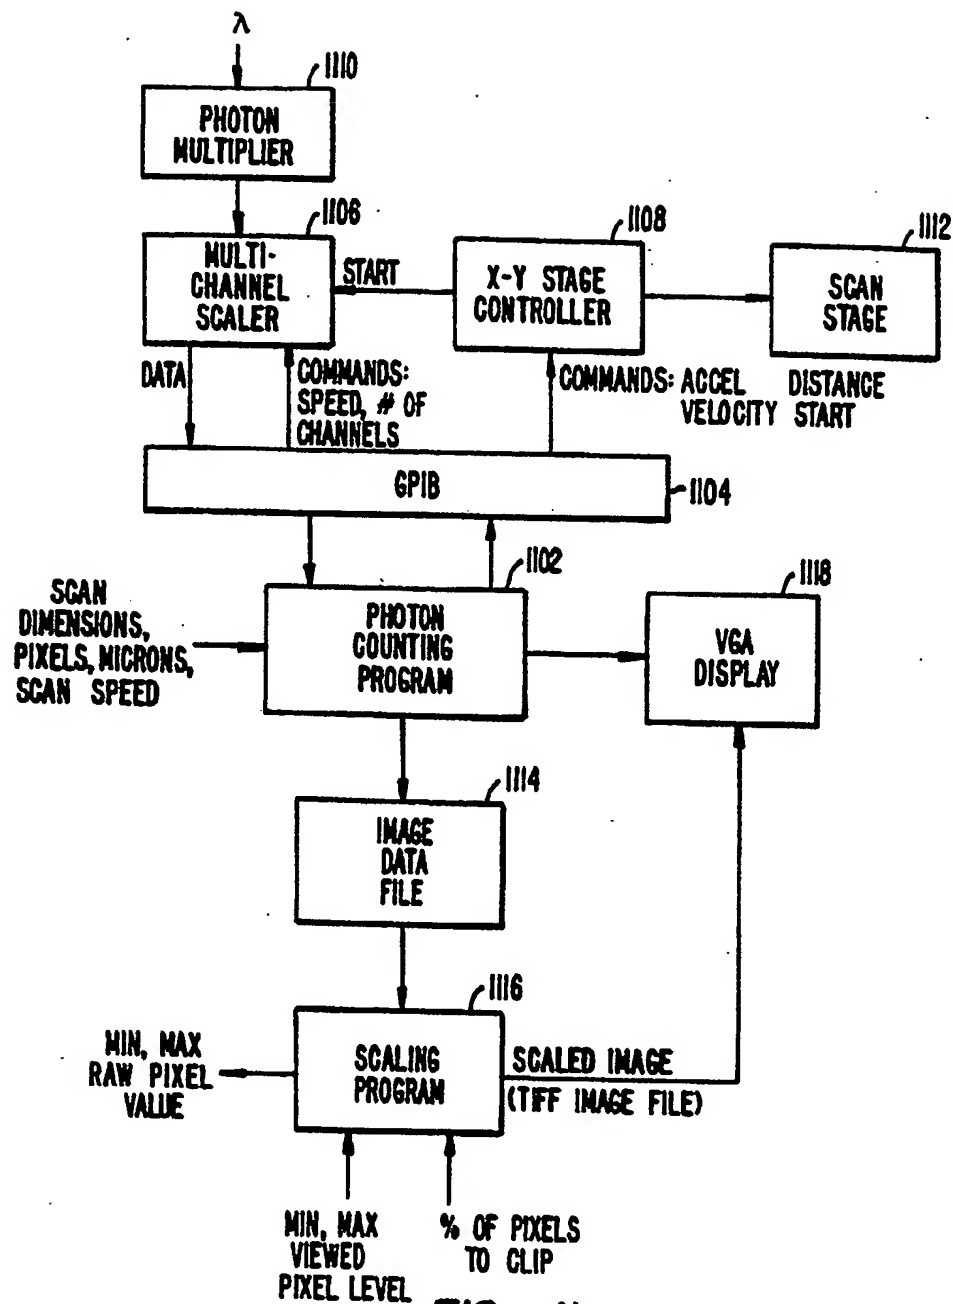 λ
1110
PHOTON
MULTIPLIER
1106
MULTI-
CHANNEL
SCALER
START
1108
X-Y STAGE
CONTROLLER
1112
SCAN
STAGE
DATA
COMMANDS:
SPEED, # OF
CHANNELS
COMMANDS: ACCEL DISTANCE
VELOCITY START
GPIB
1104
1102
SCAN
DIMENSIONS,
PIXELS, MICRONS,
SCAN SPEED
PHOTON
COUNTING
PROGRAM
1118
VGA
DISPLAY
1114
IMAGE
DATA
FILE
1116
MIN, MAX
RAW PIXEL
VALUE
SCALING
PROGRAM
SCALED IMAGE
(TIFF IMAGE FILE)
MIN, MAX
VIEWED
PIXEL LEVEL
% OF PIXELS
TO CLIP